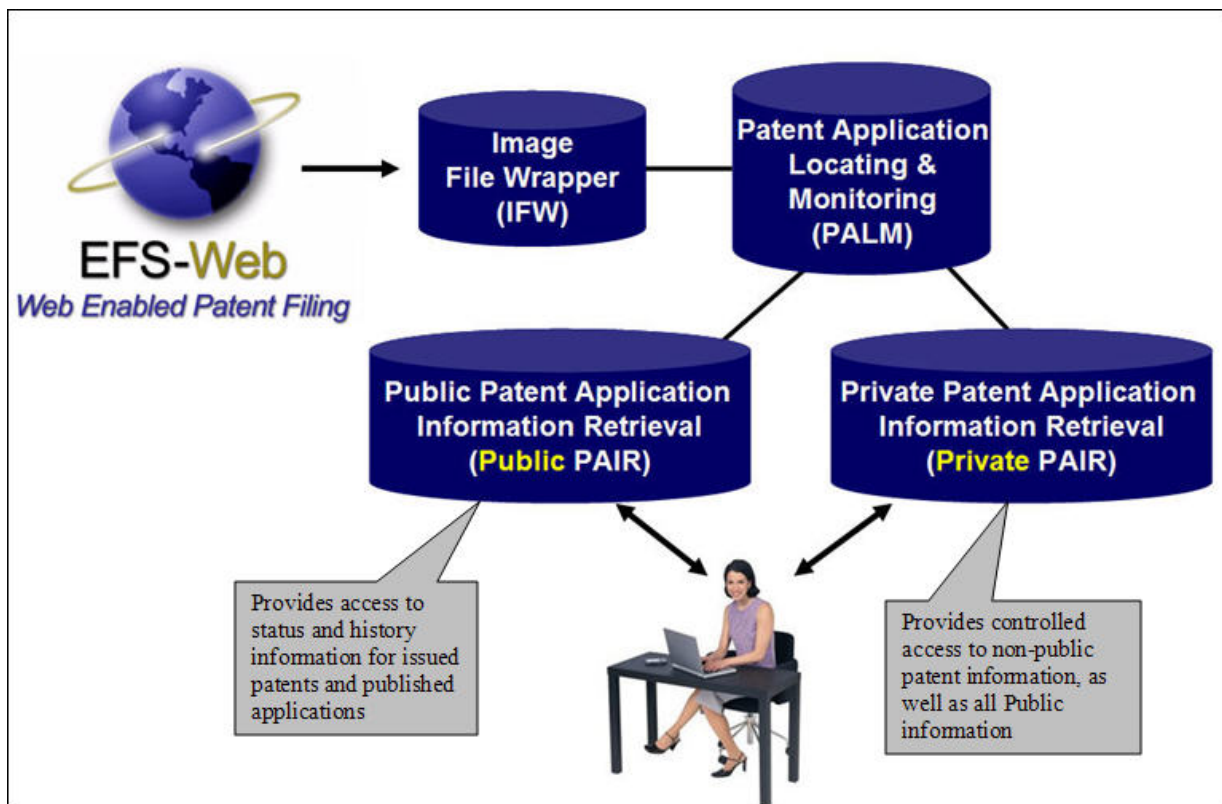 EFS-Web
Web Enabled Patent Filing
Image
File Wrapper
(IFW)
Patent Application
Locating &
Monitoring
(PALM)
Public Patent Application
Information Retrieval
(Public PAIR)
Private Patent Application
Information Retrieval
(Private PAIR)
Provides access to
status and history
information for issued
patents and published
applications
Provides controlled
access to non-public
patent information, as
well as all Public
information